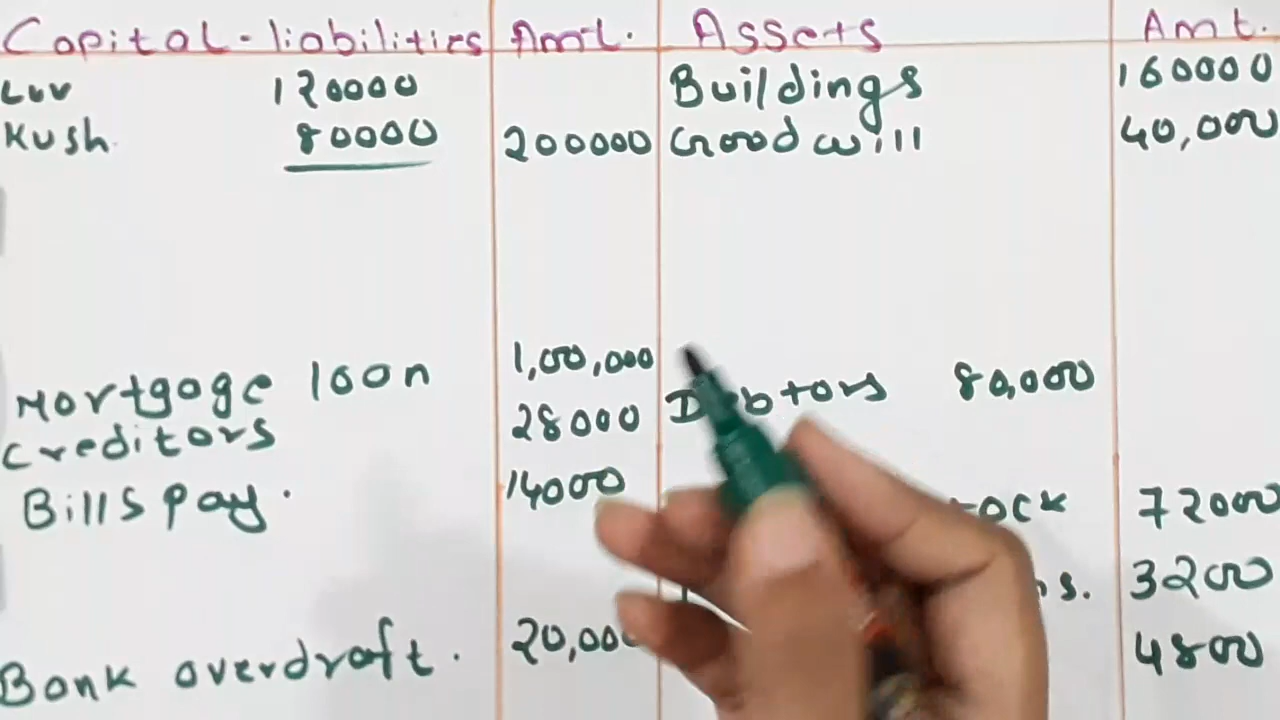 Capital - liabilities Amt. Assets Amt.
Luv 120000 Buildings 160000
Kush 80000 200000 Goodwill 40,000
Mortgage loan 1,00,000 Debtors 80,000
Creditors 28000
Bills pay. 14000 72000
3200
Bank overdraft. 20,000 4800